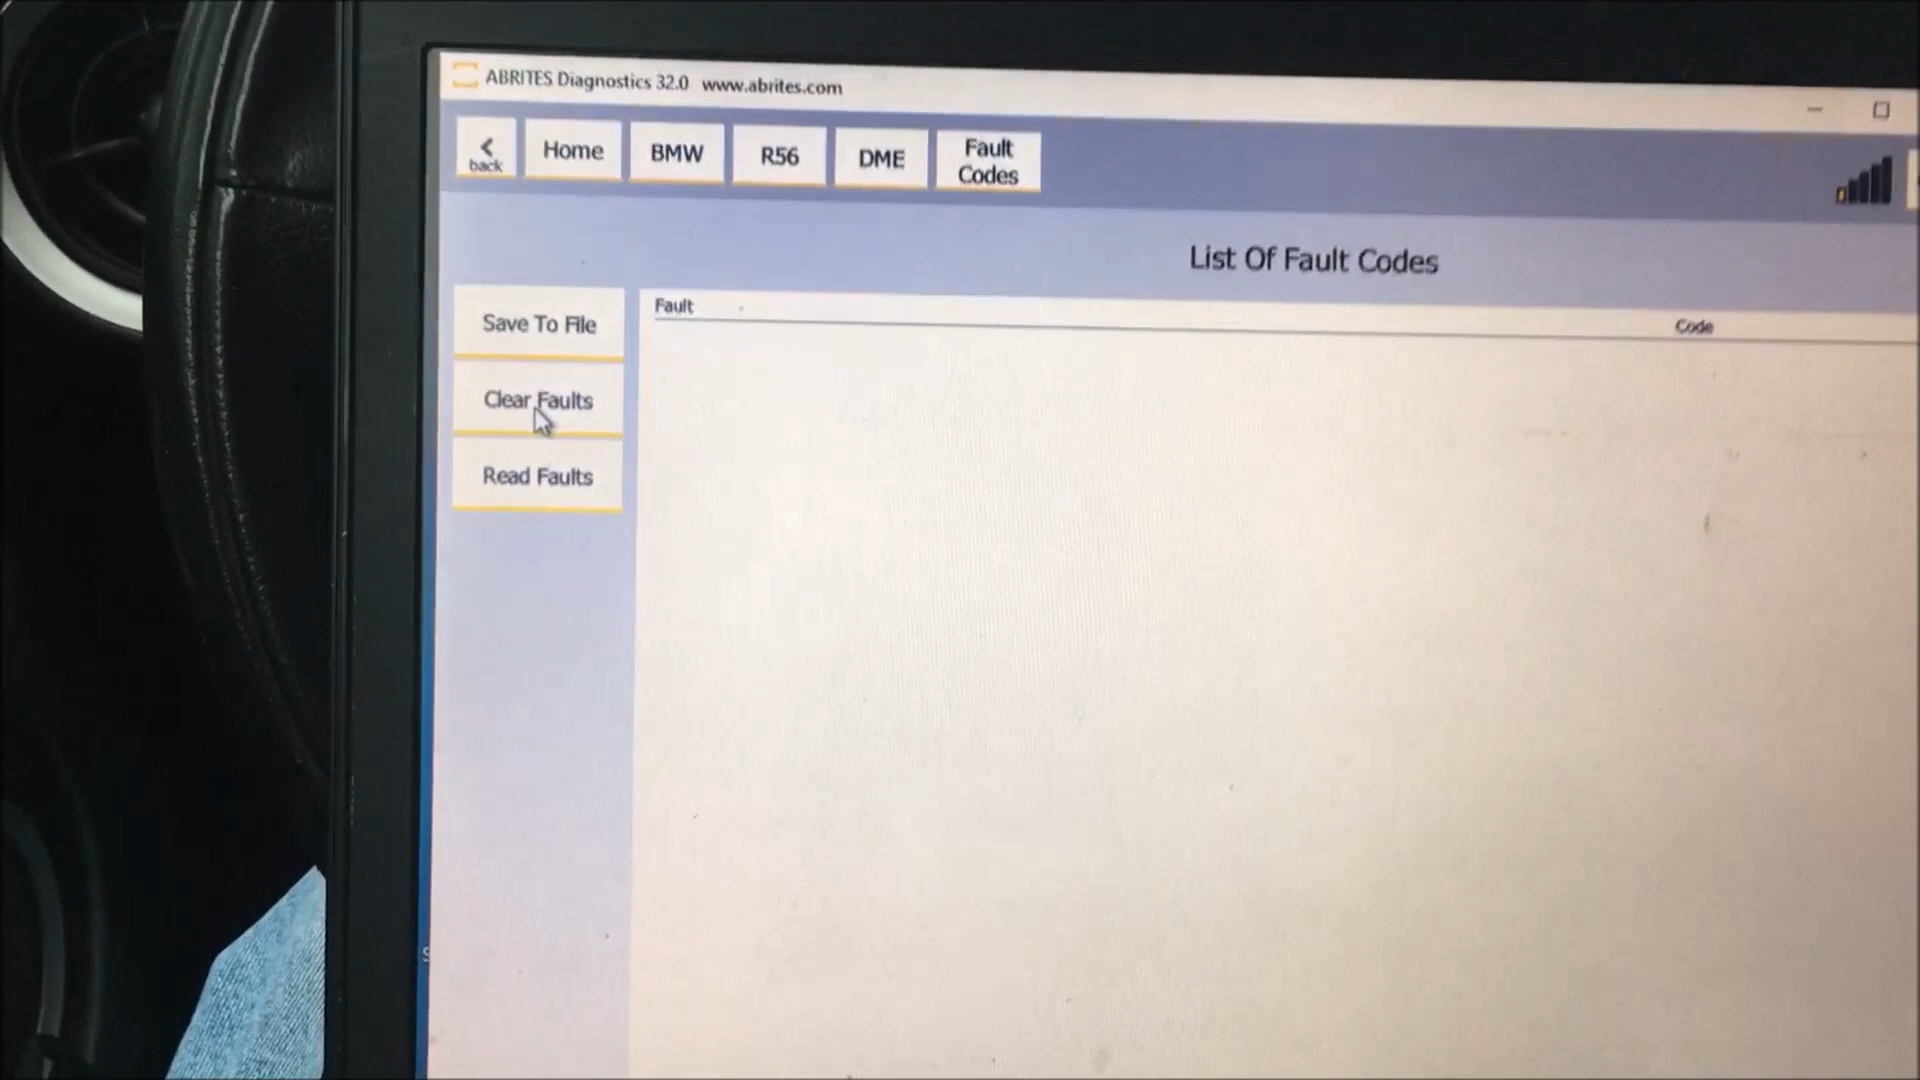 ABRITES Diagnostics 32.0 www.abrites.com
back
Home
BMW
R56
DME
Fault
Codes
List Of Fault Codes
Save To File
Clear Faults
Read Faults
Fault
Code